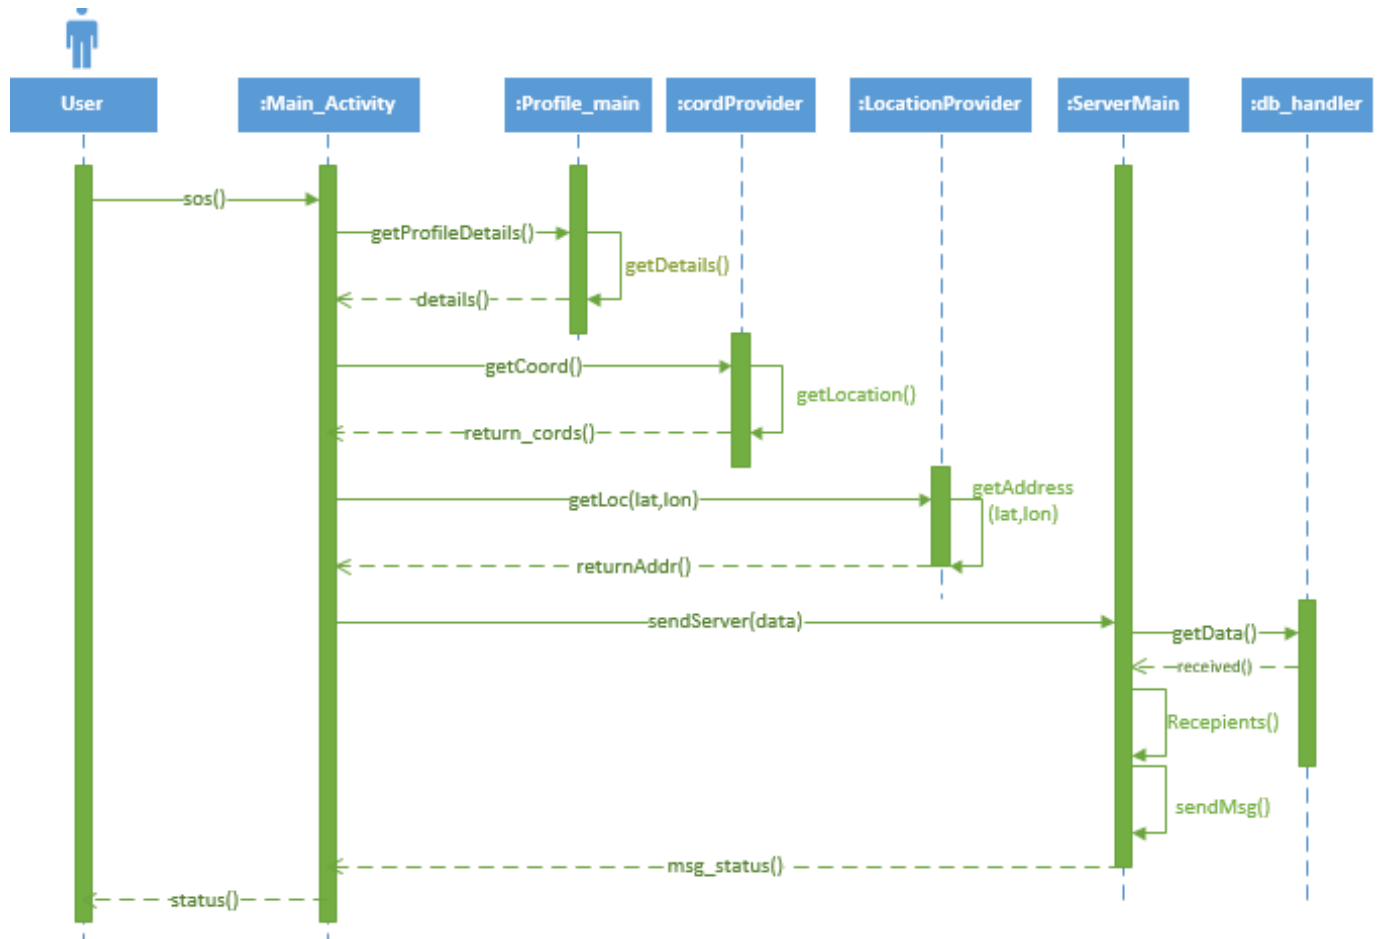 User
:Main_Activity
:Profile_main
:cordProvider
:LocationProvider
:ServerMain
:db_handler
sos()
getProfileDetails()
getDetails()
details()
getCoord()
getLocation()
return_cords()
getLoc(lat,lon)
getAddress
(lat,lon)
returnAddr()
sendServer(data)
getData()
received()
Recepients()
sendMsg()
msg_status()
status()